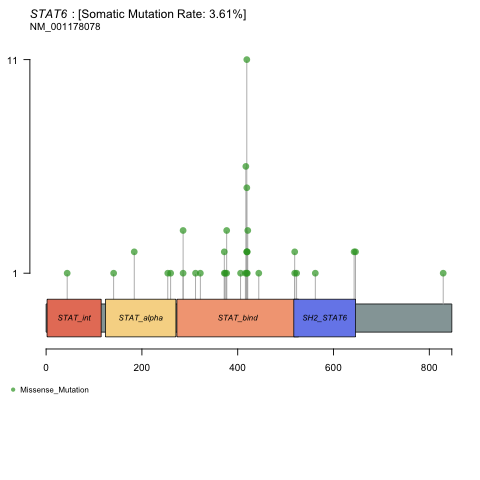 STAT6 : [Somatic Mutation Rate: 3.61%]
NM_001178078
11
1
STAT_int STAT_alpha STAT_bind SH2_STAT6
0 200 400 600 800
Missense_Mutation